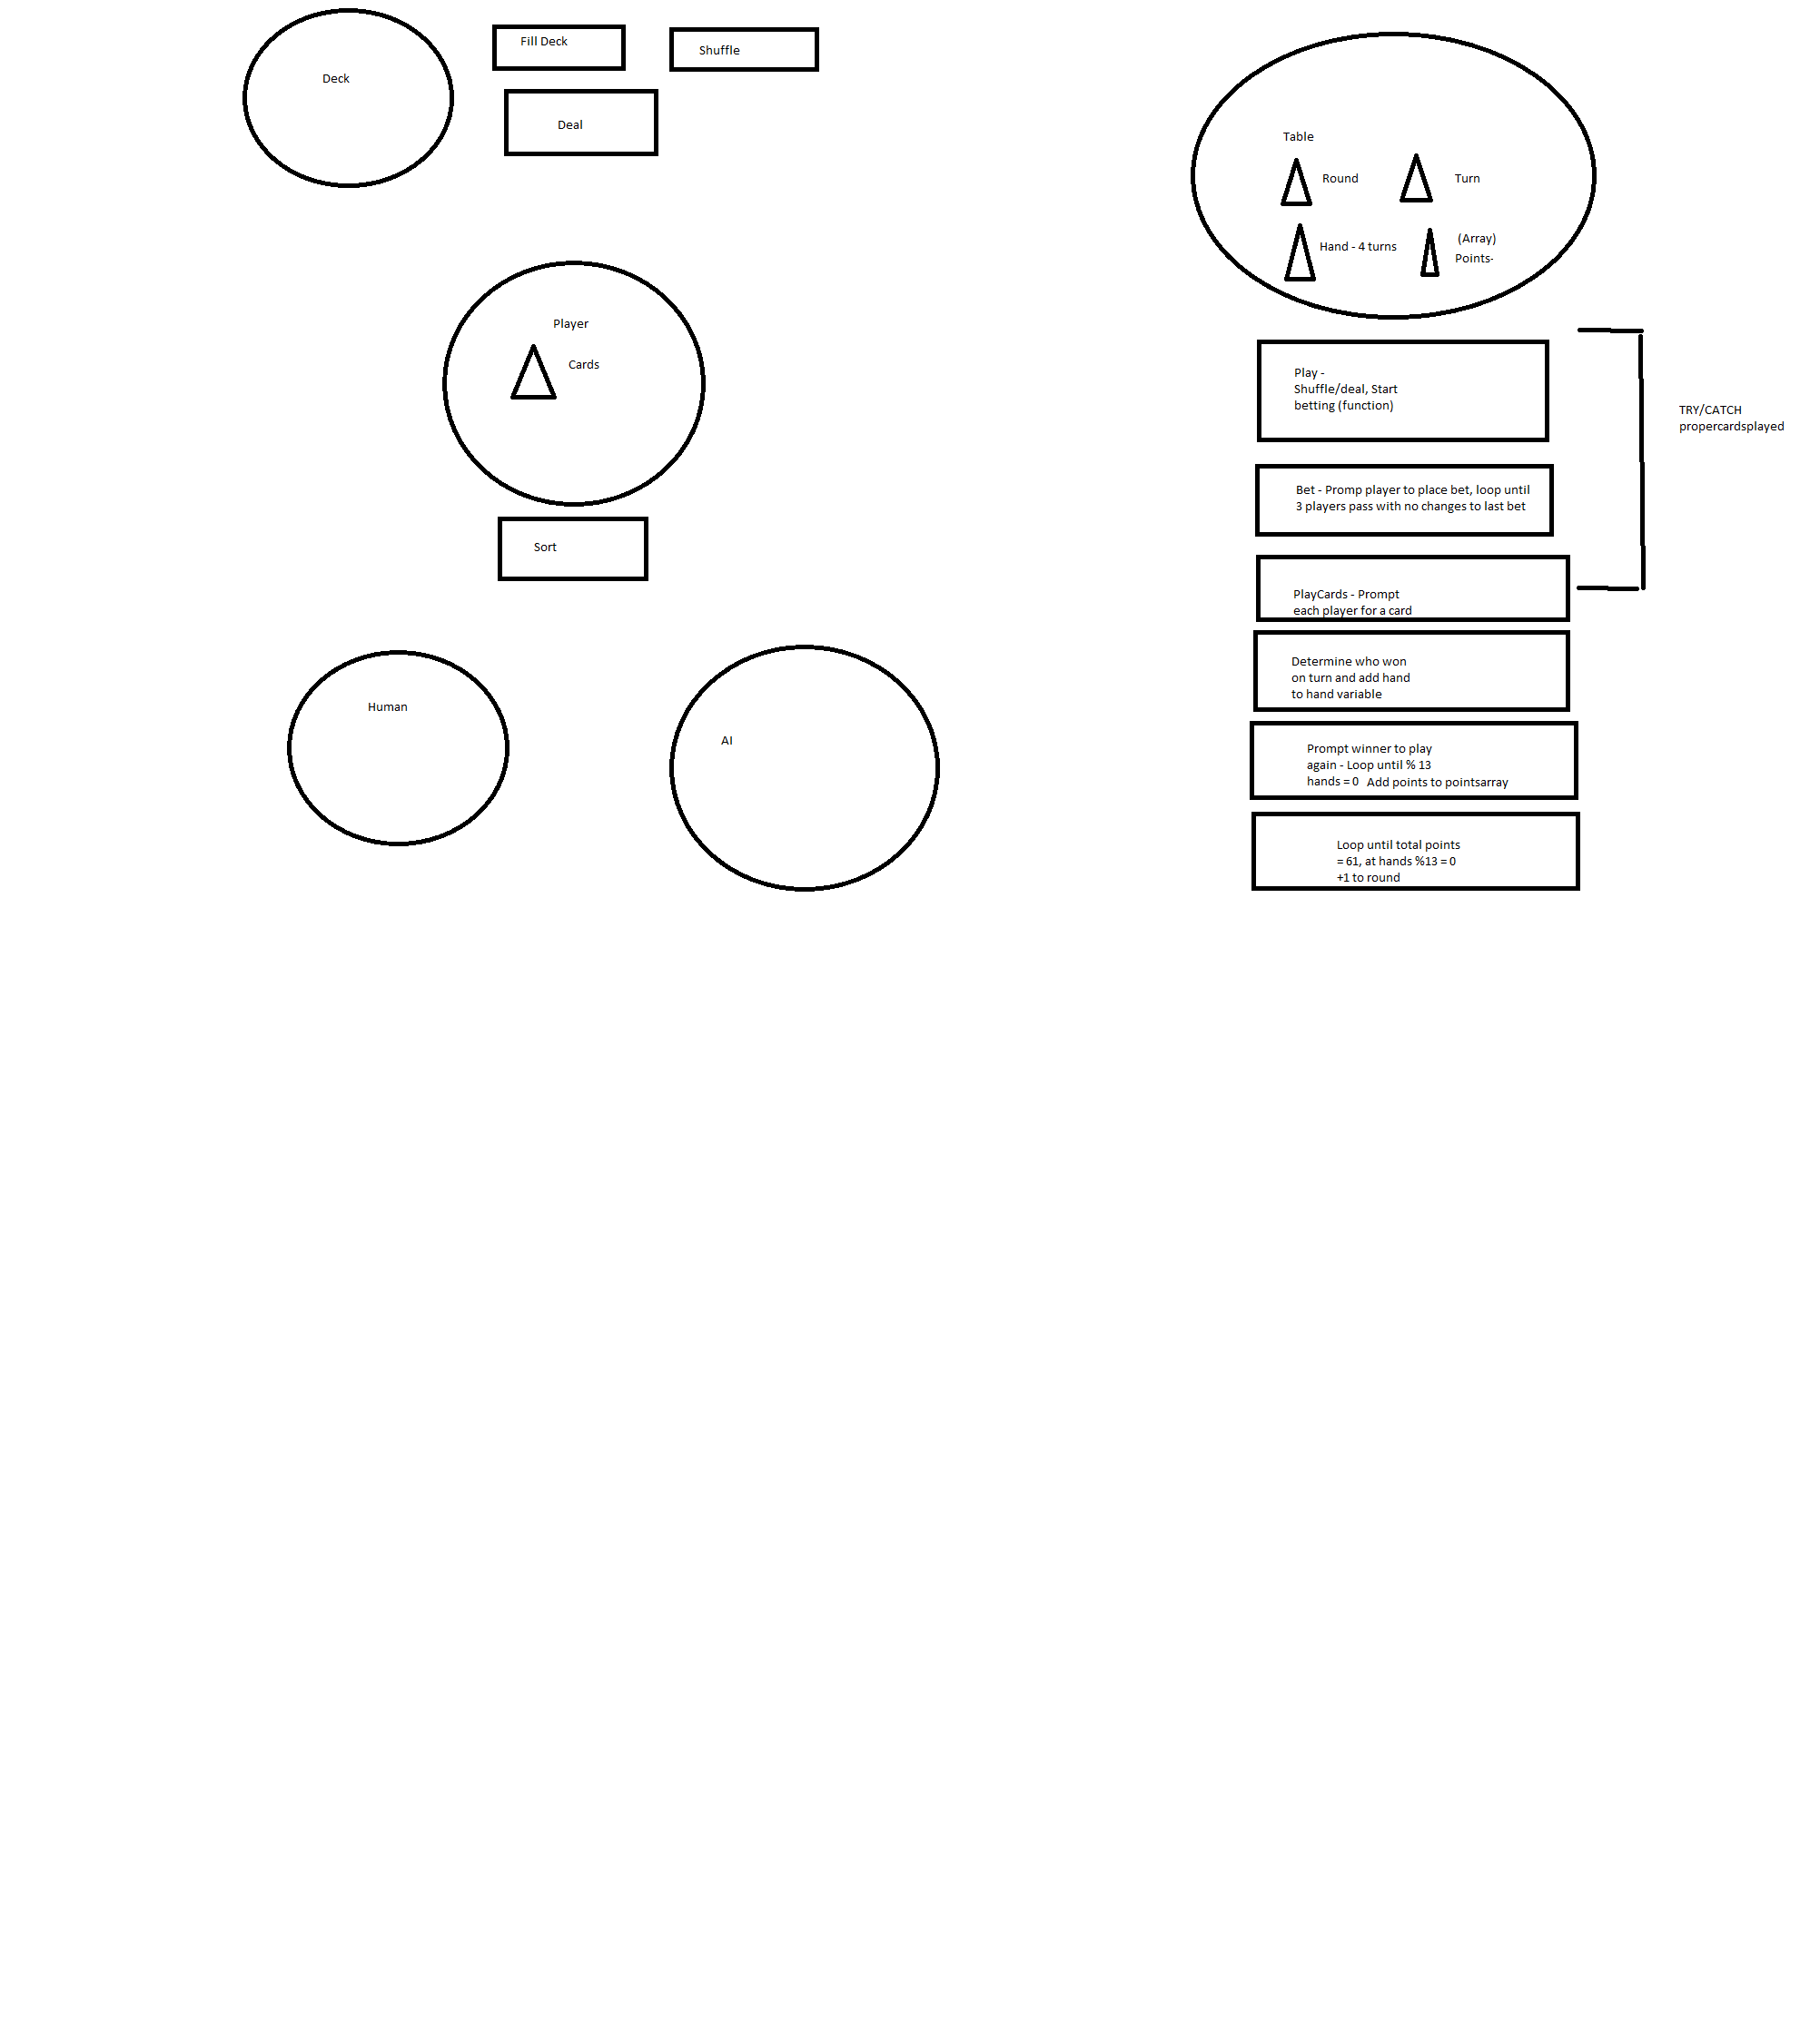 Deck
Fill Deck
Shuffle
Deal
Player
Cards
Sort
Human
AI
Table
Round
Turn
Hand - 4 turns
(Array)
Points-
Play -
Shuffle/deal, Start
betting (function)
Bet - Promp player to place bet, loop until
3 players pass with no changes to last bet
PlayCards - Prompt
each player for a card
TRY/CATCH
propercardsplayed
Determine who won
on turn and add hand
to hand variable
Prompt winner to play
again - Loop until % 13
hands = 0 Add points to pointsarray
Loop until total points
= 61, at hands %13 = 0
+1 to round